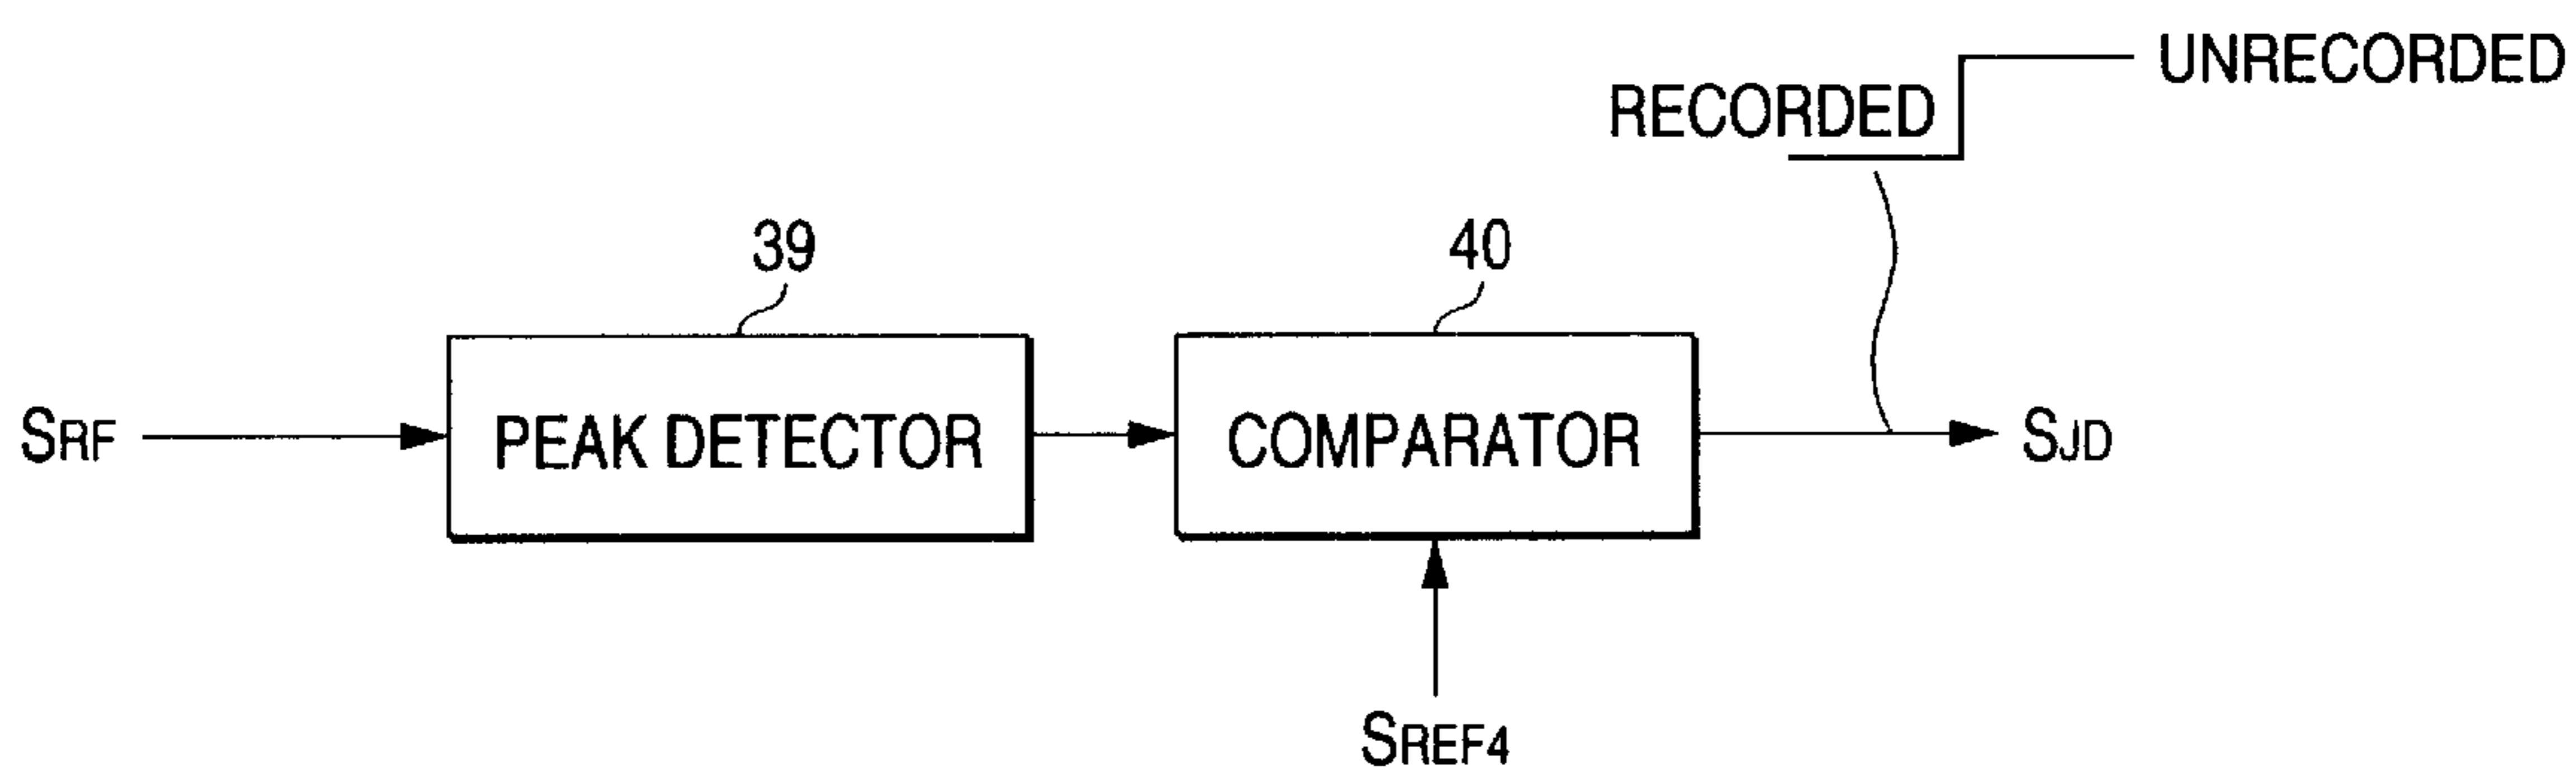 UNRECORDED
RECORDED
39
40
SRF
PEAK DETECTOR
COMPARATOR
SJD
SREF4